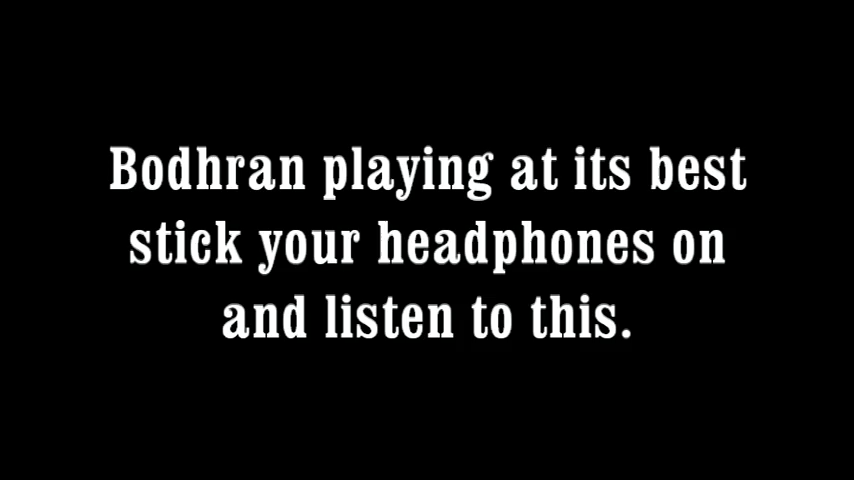 Bodhran playing at its best
stick your headphones on
and listen to this.